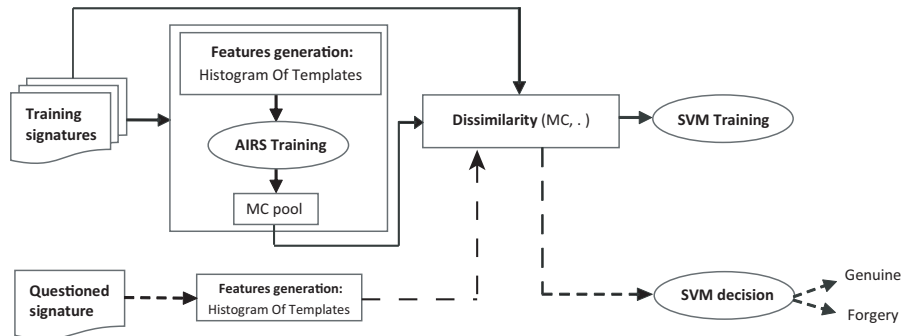 Features generation:
Histogram Of Templates
Training
signatures
AIRS Training
MC pool
Dissimilarity (MC, . )
SVM Training
Questioned
signature
Features generation:
Histogram Of Templates
SVM decision
Genuine
Forgery